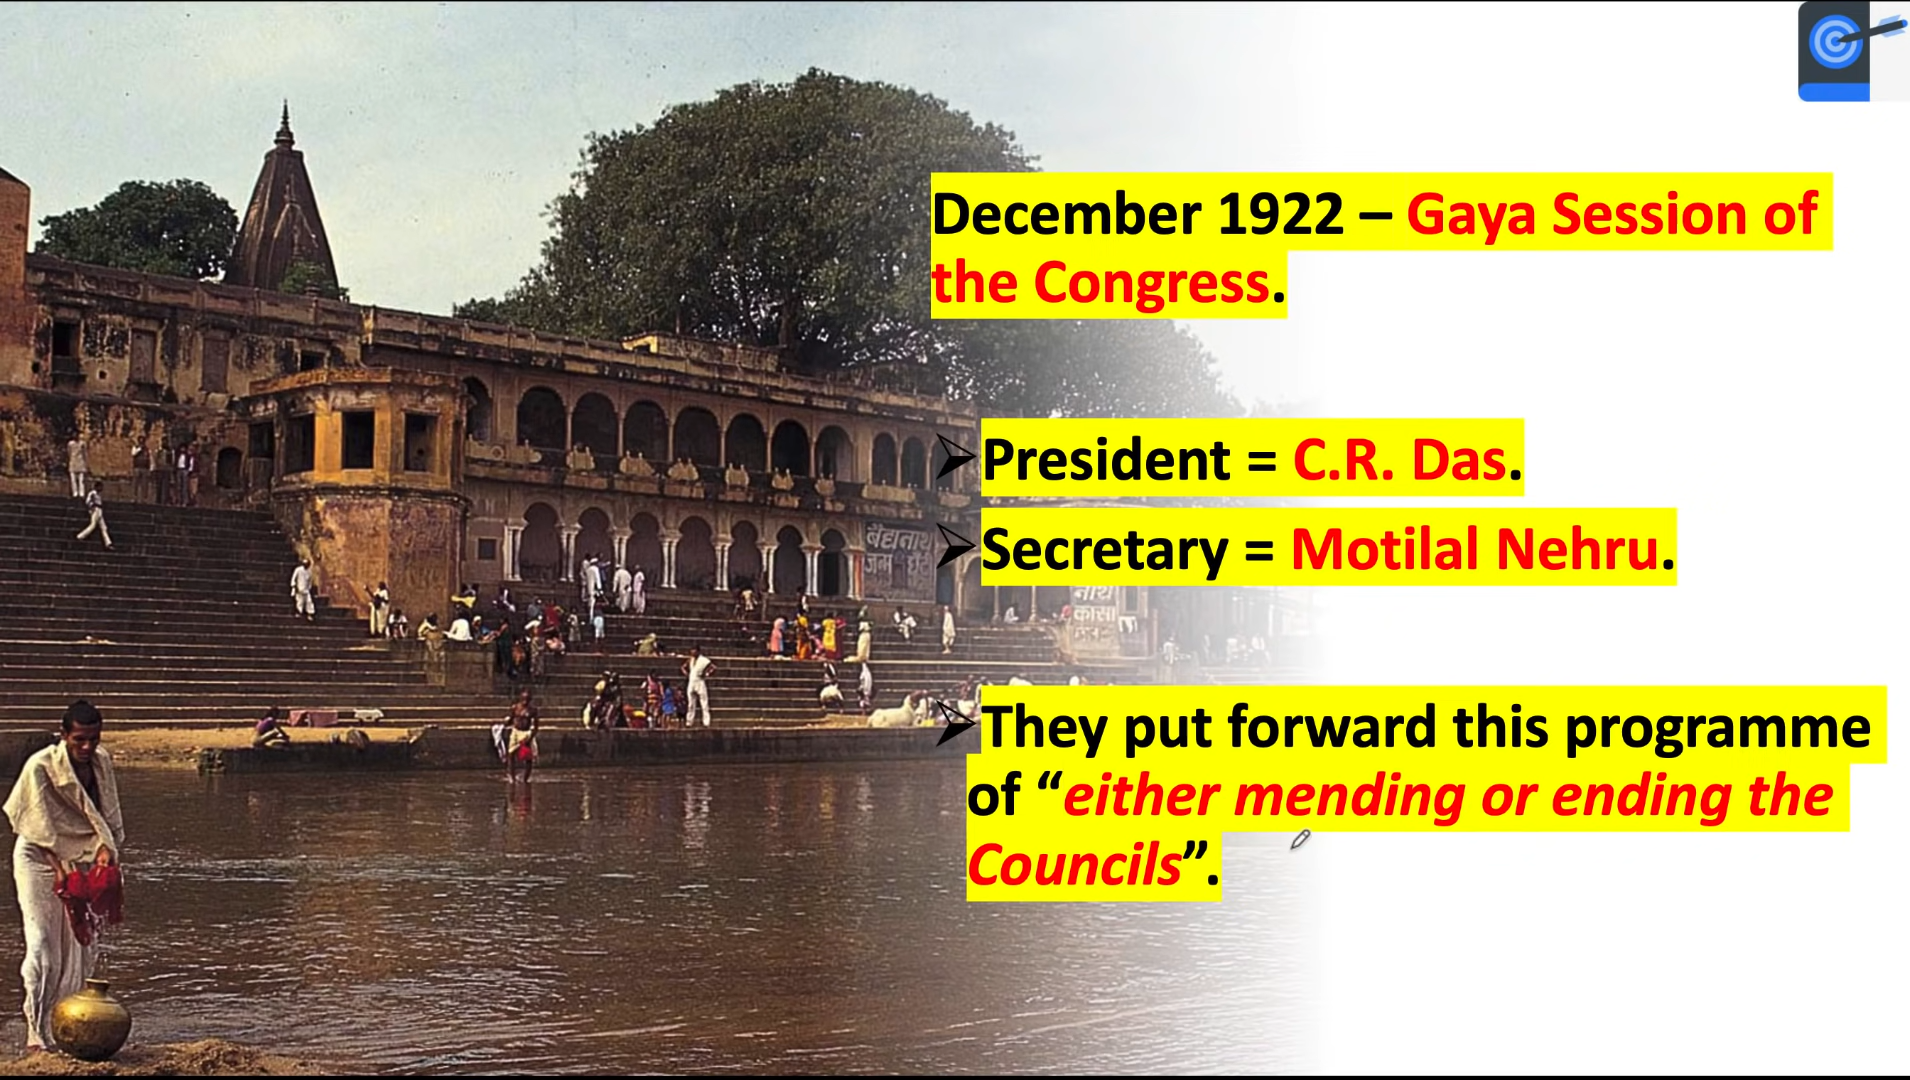 December 1922 – Gaya Session of
the Congress.
➢President = C.R. Das.
➢Secretary = Motilal Nehru.
➢They put forward this programme
of “either mending or ending the
Councils”.
बैद्यनाथ